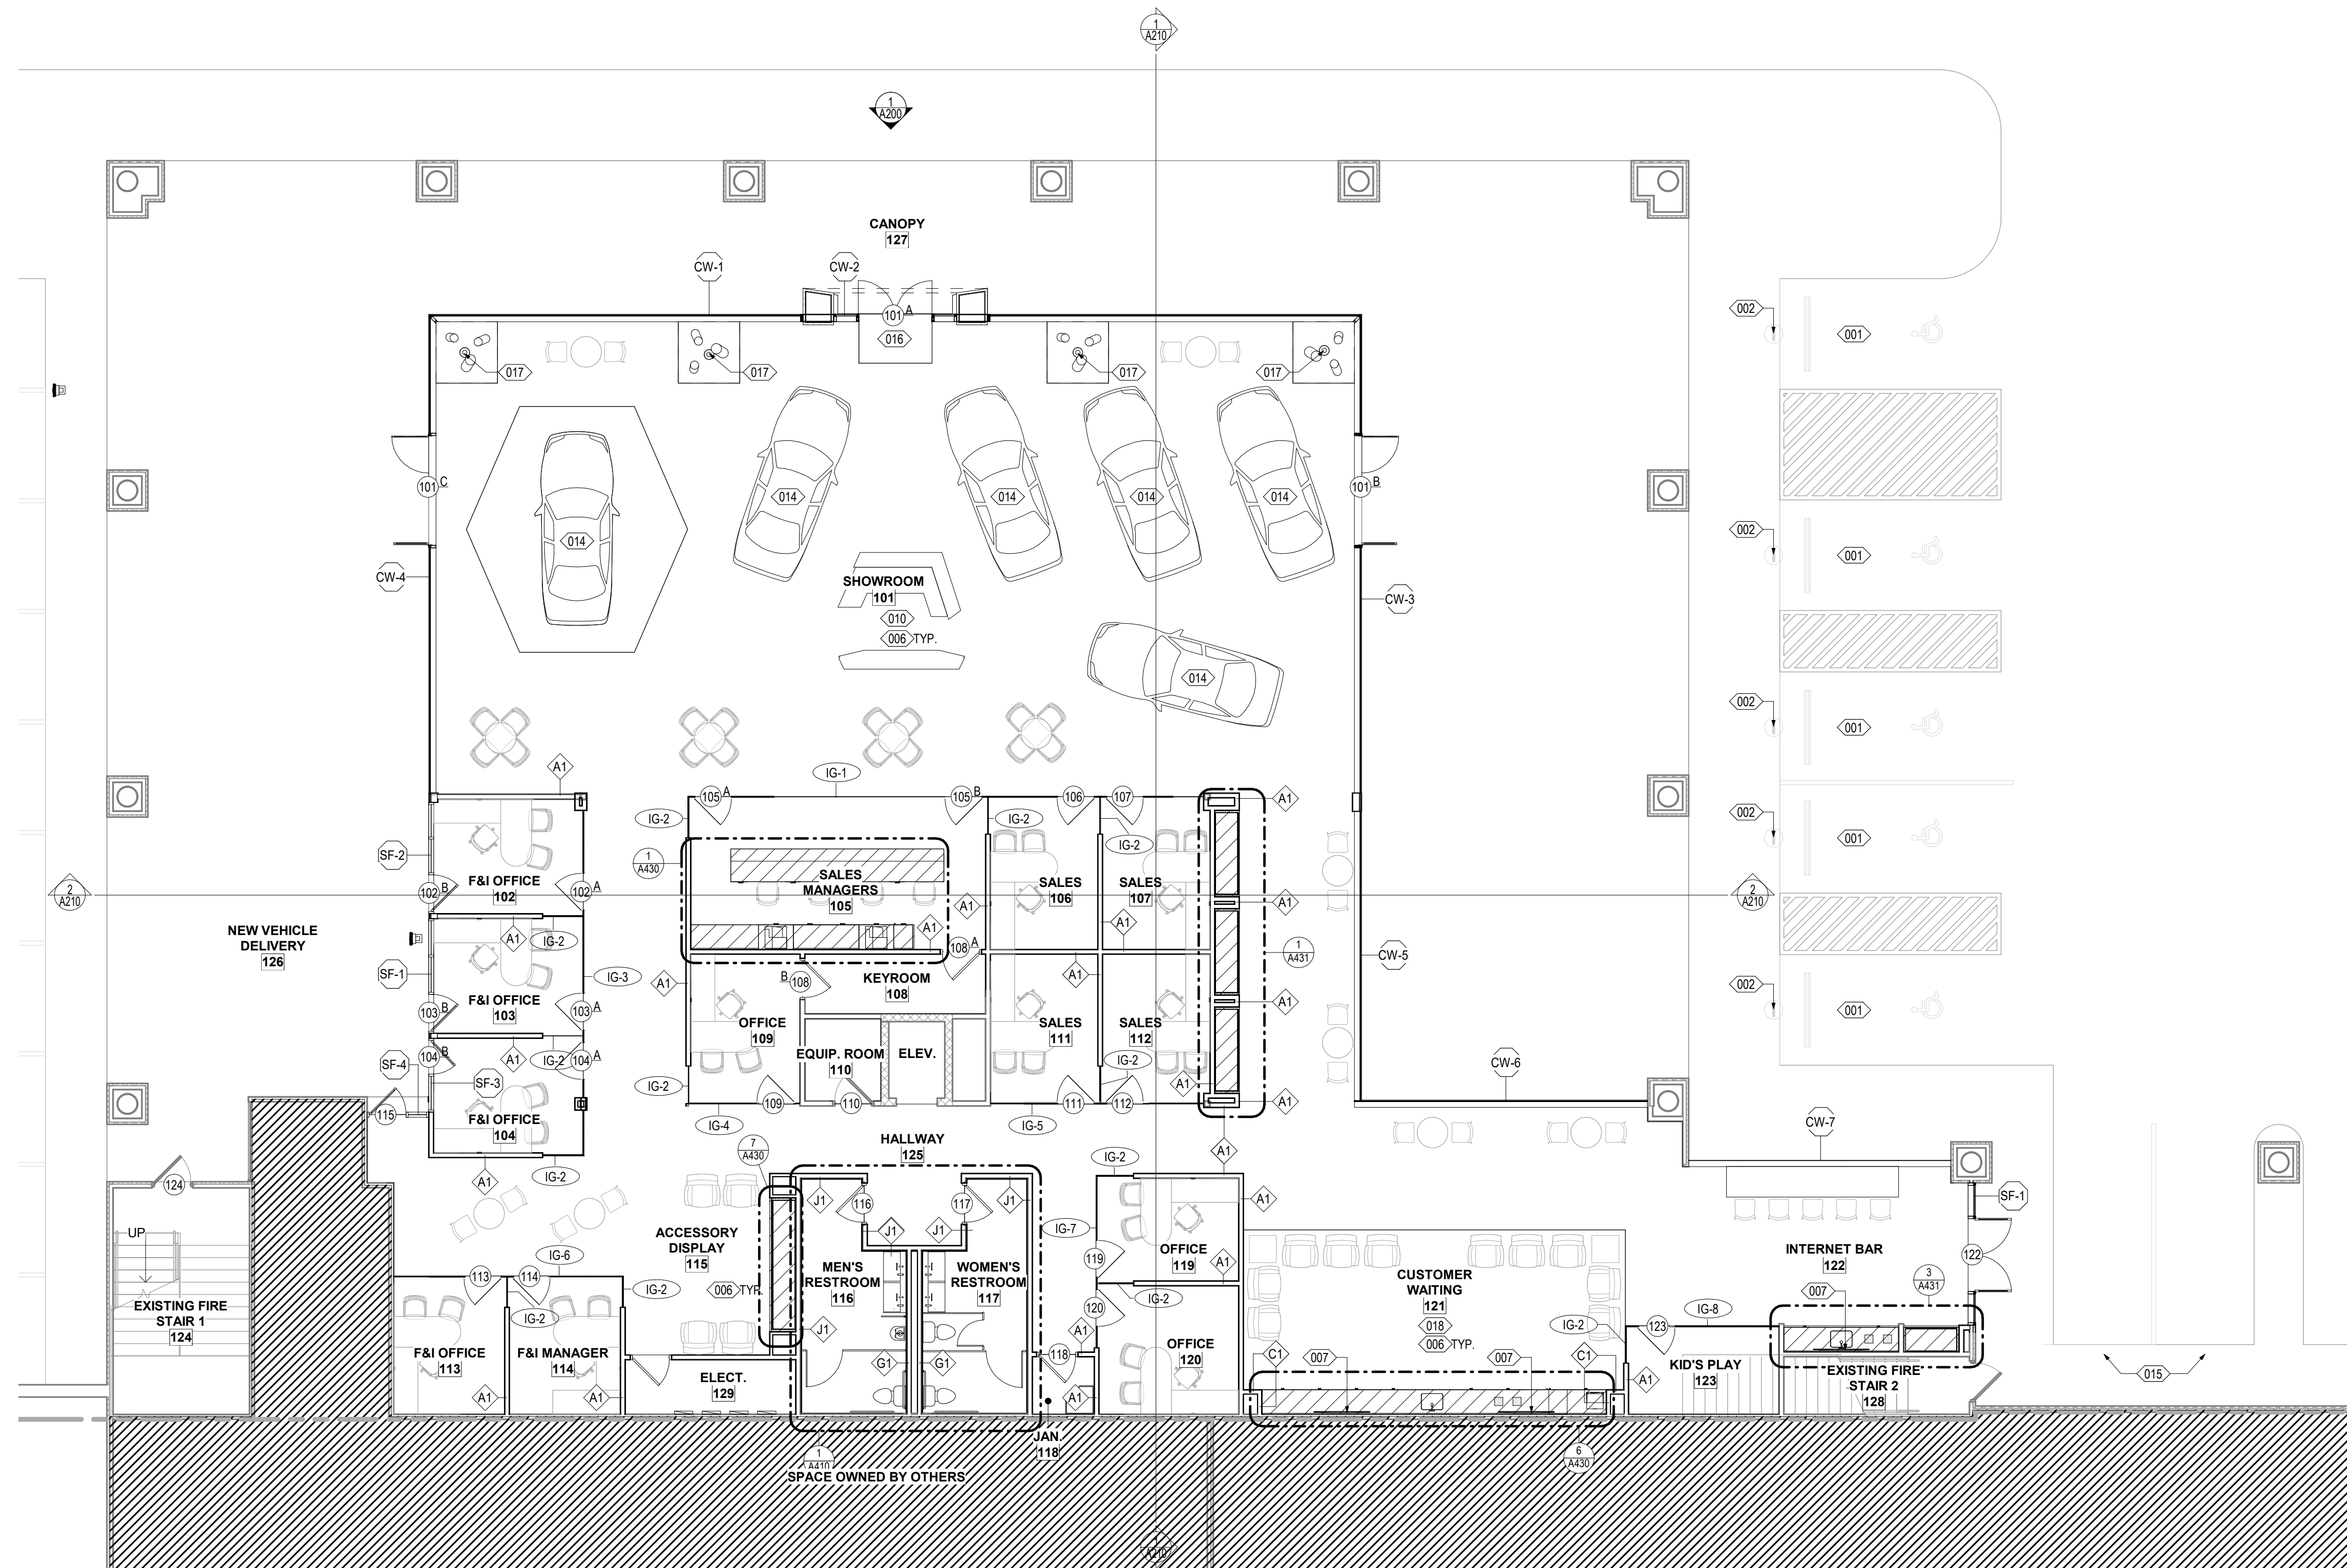 1
A210
1
A200
CANOPY
127
CW-1
CW-2
101 A
016
017
017
017
017
002
001
014
014
014
014
014
101 C
101 B
002
001
CW-4
CW-3
SHOWROOM
101
010
006 TYP.
014
002
001
A1
IG-1
105 A
105 B
106
107
A1
IG-2
IG-2
IG-2
002
001
SF-2
1
A430
SALES
MANAGERS
105
F&I OFFICE
102
102 B
102 A
SALES
106
SALES
107
A1
A1
2
A210
2
A210
NEW VEHICLE
DELIVERY
126
A1
IG-2
A1
A1
108 A
1
A431
CW-5
SF-1
IG-3
A1
B 108
KEYROOM
108
A1
002
001
F&I OFFICE
103
103 B
103 A
A1
OFFICE
109
SALES
111
SALES
112
104 B
A1
IG-2
104 A
EQUIP. ROOM
110
ELEV.
IG-2
CW-6
SF-4
SF-3
IG-2
A1
A1
115
F&I OFFICE
104
109
110
111
112
IG-4
IG-5
CW-7
7
A430
HALLWAY
125
A1
IG-2
IG-2
124
A1
J1
116
117
J1
A1
SF-1
UP
J1
J1
IG-7
ACCESSORY
DISPLAY
115
IG-6
OFFICE
119
119
A1
INTERNET BAR
122
122
113
114
IG-2
006 TYP.
MEN'S
RESTROOM
116
WOMEN'S
RESTROOM
117
CUSTOMER
WAITING
121
018
006 TYP.
3
A431
007
EXISTING FIRE
STAIR 1
124
IG-2
120
IG-2
IG-8
IG-2
123
J1
A1
OFFICE
120
F&I OFFICE
113
F&I MANAGER
114
G1
G1
118
C1
007
007
C1
KID'S PLAY
123
EXISTING FIRE
STAIR 2
128
015
A1
A1
ELEC T.
129
A1
A1
JAN.
118
1
A410
SPACE OWNED BY OTHERS
6
A430
A210